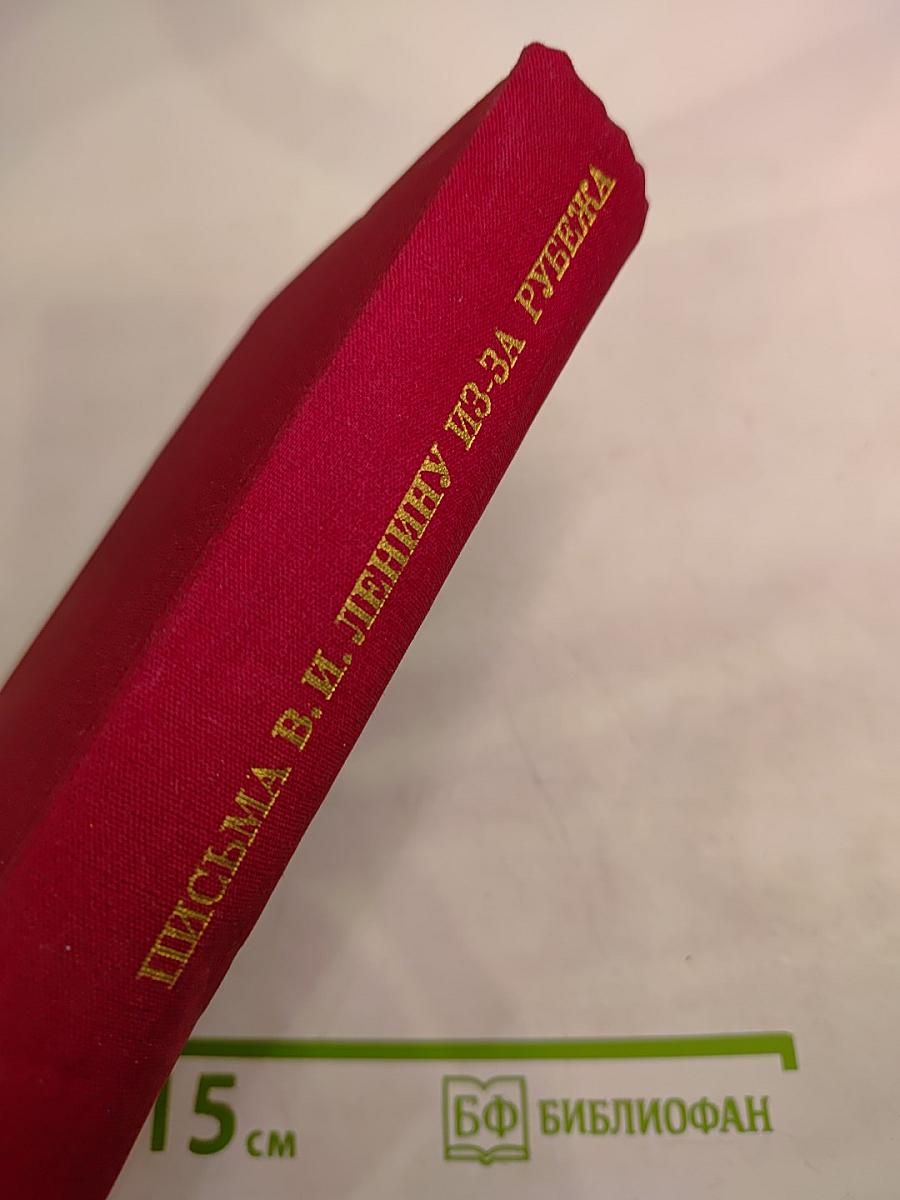 ПИСЬМА В. И. ЛЕНИНУ ИЗ-ЗА РУБЕЖА
15 см
БФ БИБЛИОФАН